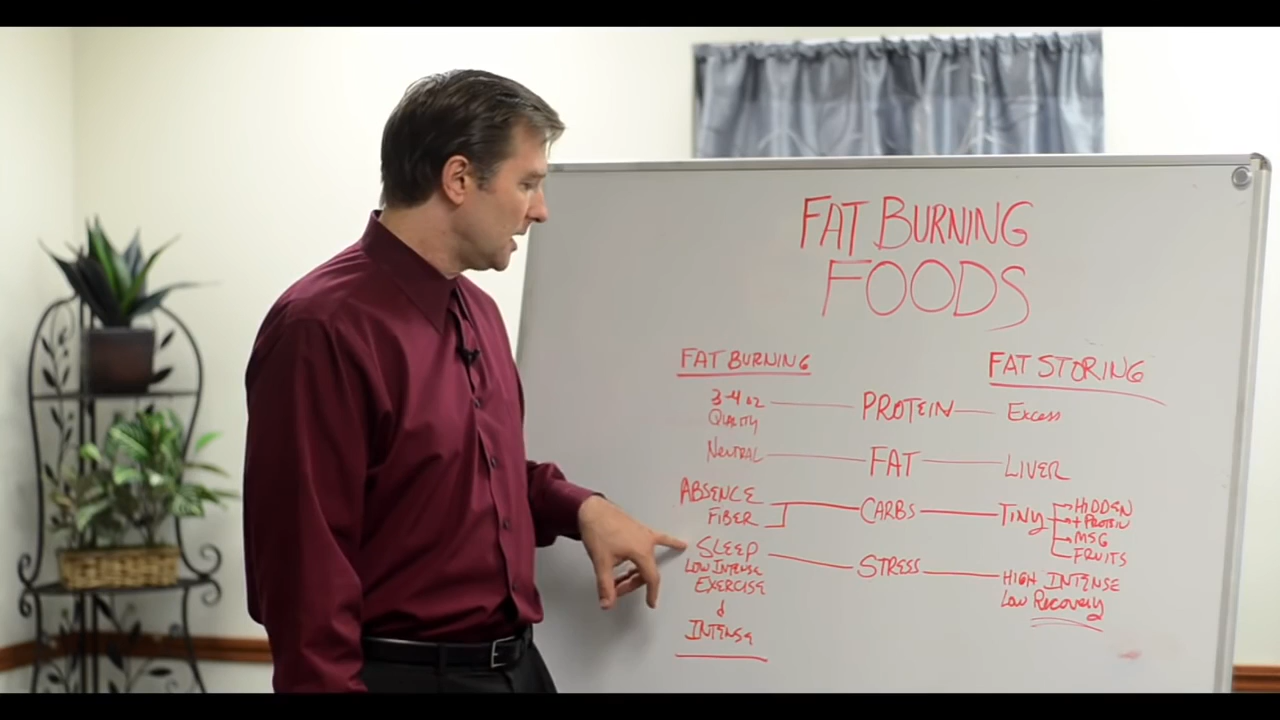 FAT BURNING
FOODS
FAT BURNING
FAT STORING
3-4 oz
QUALITY
PROTEIN
Excess
NEUTRAL
FAT
LIVER
ABSENCE
FIBER
CARBS
TINY
HIDDEN
+ PROTEIN
MSG
FRUITS
SLEEP
LOW INTENSE
EXERCISE
&
INTENSE
STRESS
HIGH INTENSE
Low Recovery